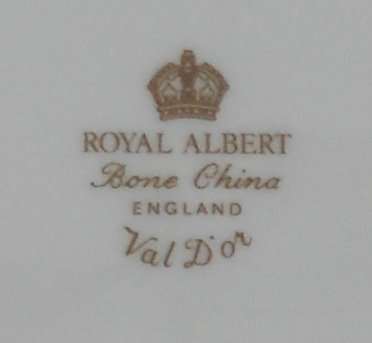 ROYAL ALBERT
Bone China
ENGLAND
Val D'or